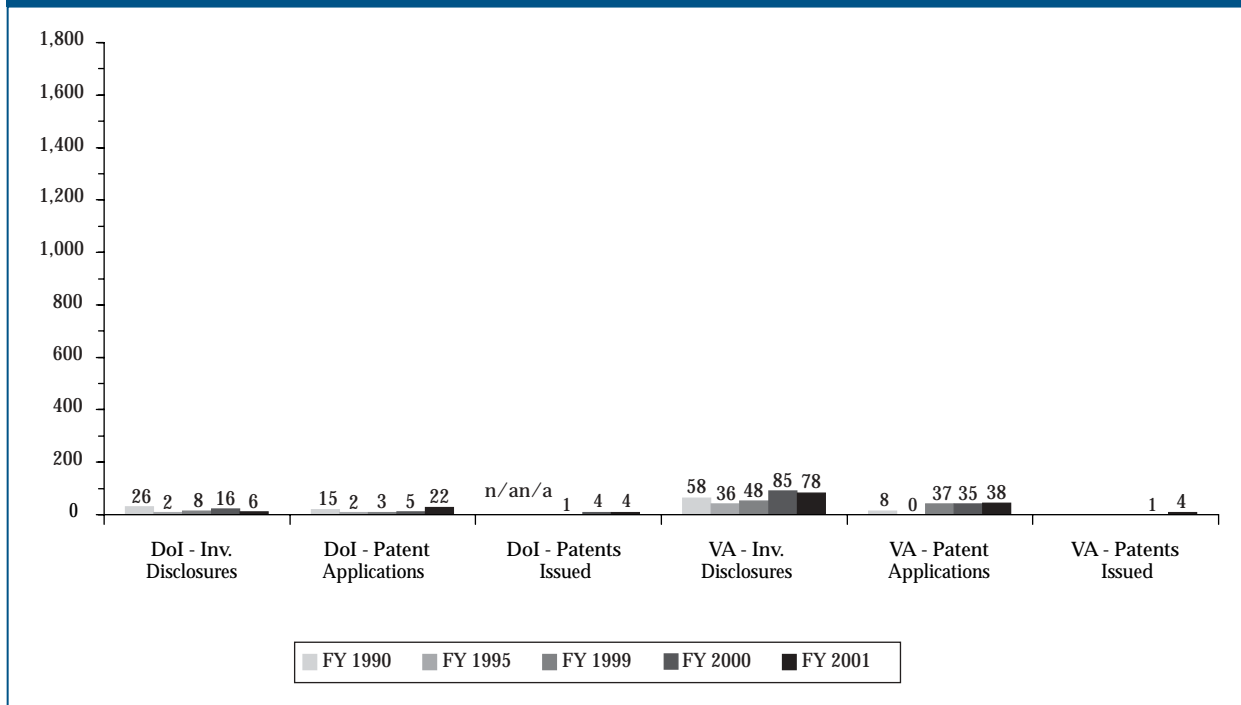 1,800
1,600
1,400
1,200
1,000
800
600
400
200
0
26 2 8 16 6
15 2 3 5 22
n/an/a 1 4 4
58 36 48 85 78
8 0 37 35 38
1 4
DoI - Inv.
Disclosures
DoI - Patent
Applications
DoI - Patents
Issued
VA - Inv.
Disclosures
VA - Patent
Applications
VA - Patents
Issued
FY 1990 FY 1995 FY 1999 FY 2000 FY 2001